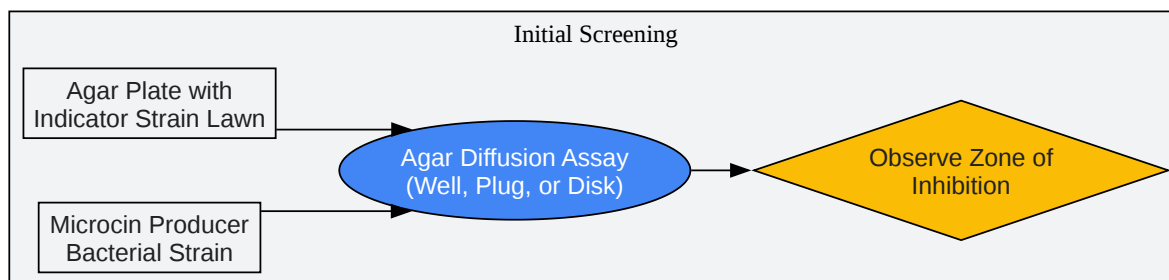 Initial Screening
Agar Plate with
Indicator Strain Lawn
Agar Diffusion Assay
(Well, Plug, or Disk)
Observe Zone of
Inhibition
Microcin Producer
Bacterial Strain